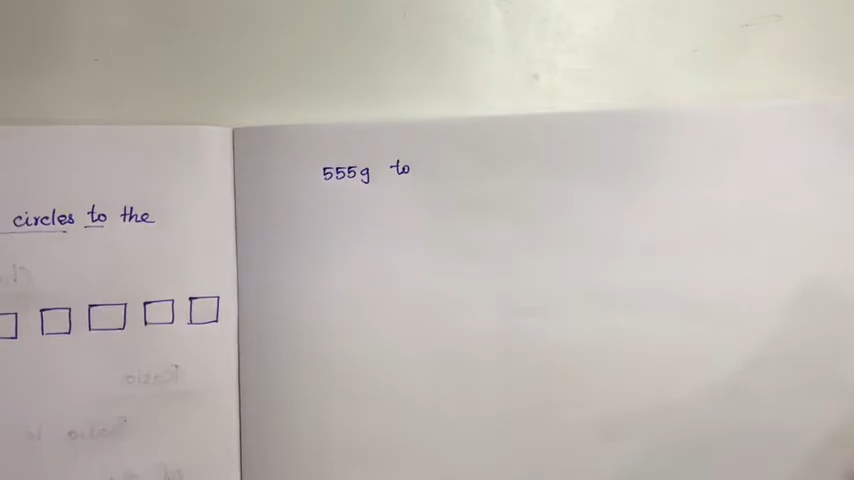 circles to the
555g to